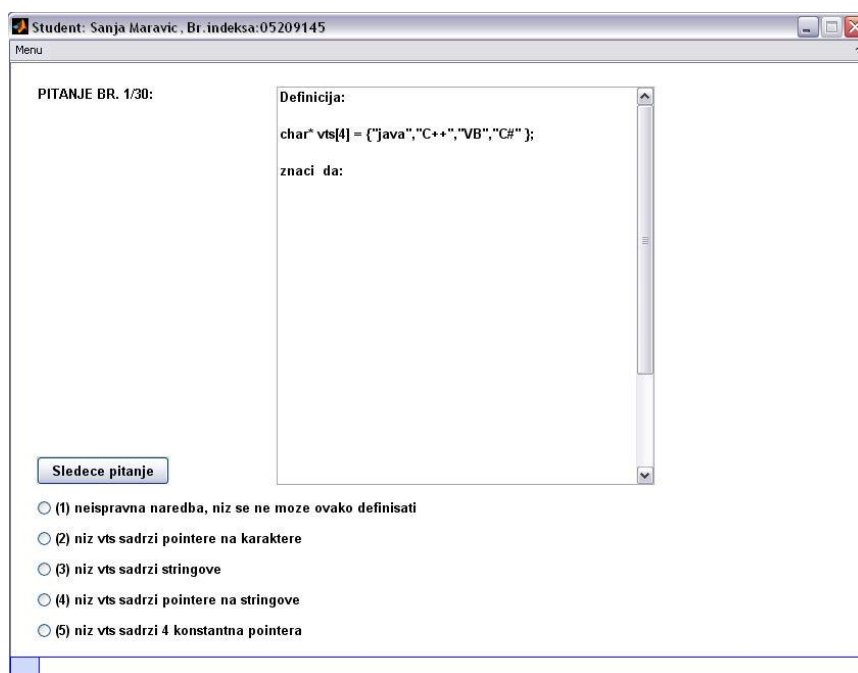 Student: Sanja Maravic, Br.indeksa:05209145
Menu
PITANJE BR. 1/30:
Definicija:
char* vts[4] = {"java","C++","VB","C#" };
znaci da:
Sledece pitanje
(1) neispravna naredba, niz se ne moze ovako definisati
(2) niz vts sadrzi pointere na karaktere
(3) niz vts sadrzi stringove
(4) niz vts sadrzi pointere na stringove
(5) niz vts sadrzi 4 konstantna pointera